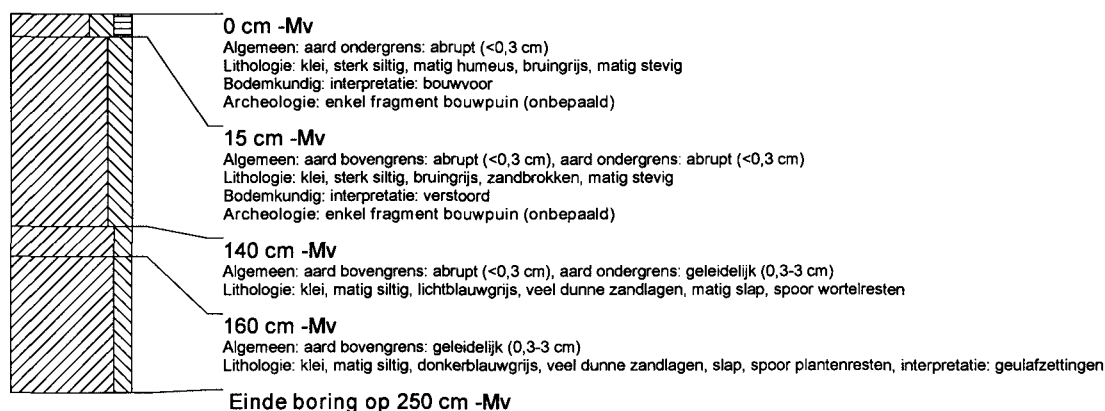 0 cm -Mv
Algemeen: aard ondergrens: abrupt (<0,3 cm)
Lithologie: klei, sterk siltig, matig humeus, bruingrijs, matig stevig
Bodemkundig: interpretatie: bouwvoor
Archeologie: enkel fragment bouwpuin (onbepaald)
15 cm -Mv
Algemeen: aard bovengrens: abrupt (<0,3 cm), aard ondergrens: abrupt (<0,3 cm)
Lithologie: klei, sterk siltig, bruingrijs, zandbrokken, matig stevig
Bodemkundig: interpretatie: verstoord
Archeologie: enkel fragment bouwpuin (onbepaald)
140 cm -Mv
Algemeen: aard bovengrens: abrupt (<0,3 cm), aard ondergrens: geleidelijk (0,3-3 cm)
Lithologie: klei, matig siltig, lichtblauwgrijs, veel dunne zandlagen, matig slap, spoor wortelresten
160 cm -Mv
Algemeen: aard bovengrens: geleidelijk (0,3-3 cm)
Lithologie: klei, matig siltig, donkerblauwgrijs, veel dunne zandlagen, slap, spoor plantenresten, interpretatie: geulafzettingen
Einde boring op 250 cm -Mv